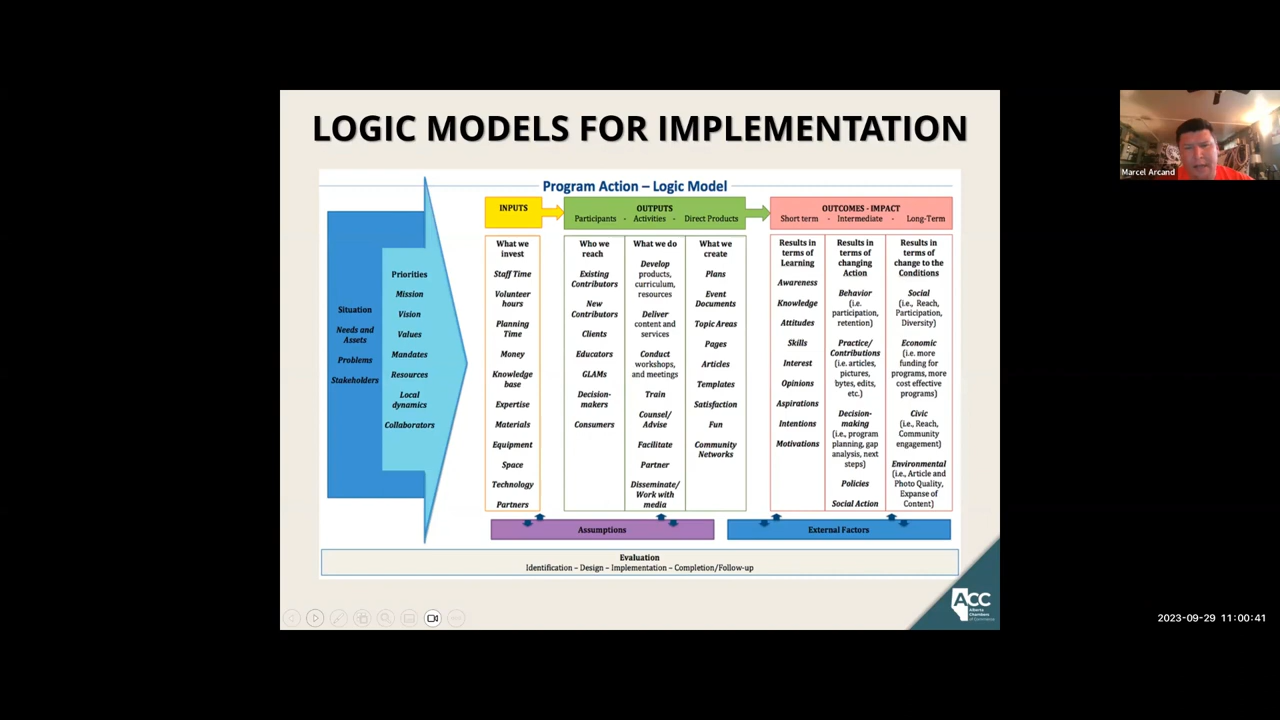 LOGIC MODELS FOR IMPLEMENTATION
Marcel Arcand
Program Action – Logic Model
Situation
Needs and
Assets
Problems
Stakeholders
Priorities
Mission
Vision
Values
Mandates
Resources
Local
dynamics
Collaborators
INPUTS
What we
invest
Staff Time
Volunteer
hours
Planning
Time
Money
Knowledge
base
Expertise
Materials
Equipment
Space
Technology
Partners
OUTPUTS
Participants - Activities - Direct Products
Who we
reach
Existing
Contributors
New
Contributors
Clients
Educators
GLAMs
Decision-
makers
Consumers
What we do
Develop
products,
curriculum,
resources
Deliver
content and
services
Conduct
workshops,
and meetings
Train
Counsel/
Advise
Facilitate
Partner
Disseminate/
Work with
media
What we
create
Plans
Event
Documents
Topic Areas
Pages
Articles
Templates
Satisfaction
Fun
Community
Networks
OUTCOMES - IMPACT
Short term - Intermediate - Long-Term
Results in
terms of
Learning
Awareness
Knowledge
Attitudes
Skills
Interest
Opinions
Aspirations
Intentions
Motivations
Results in
terms of
changing
Action
Behavior
(i.e.
participation,
retention)
Practice/
Contributions
(i.e. articles,
pictures,
bytes, edits,
etc.)
Decision-
making
(i.e., program
planning, gap
analysis, next
steps)
Policies
Social Action
Results in
terms of
change to the
Conditions
Social
(i.e., Reach,
Participation,
Diversity)
Economic
(i.e. more
funding for
programs, more
cost effective
programs)
Civic
(i.e., Reach,
Community
engagement)
Environmental
(i.e., Article and
Photo Quality,
Expanse of
Content)
Assumptions
External Factors
Evaluation
Identification – Design – Implementation – Completion/Follow-up
ACC
Alberta
Chambers
of Commerce
2023-09-29 11:00:41